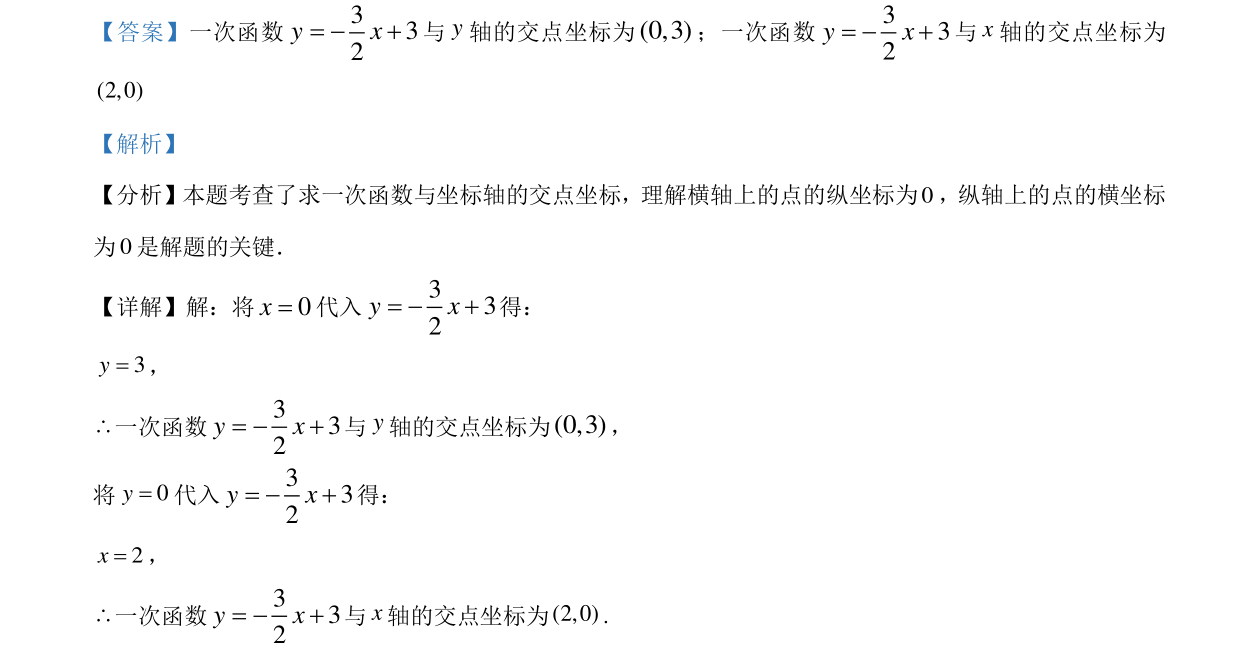 【答案】一次函数 $y=-\frac{3}{2}x+3$ 与 $y$ 轴的交点坐标为 $(0,3)$；一次函数 $y=-\frac{3}{2}x+3$ 与 $x$ 轴的交点坐标为
$(2,0)$
【解析】
【分析】本题考查了求一次函数与坐标轴的交点坐标，理解横轴上的点的纵坐标为 $0$，纵轴上的点的横坐标
为 $0$ 是解题的关键．
【详解】解：将 $x=0$ 代入 $y=-\frac{3}{2}x+3$ 得：
$y=3$，
∴一次函数 $y=-\frac{3}{2}x+3$ 与 $y$ 轴的交点坐标为 $(0,3)$，
将 $y=0$ 代入 $y=-\frac{3}{2}x+3$ 得：
$x=2$，
∴一次函数 $y=-\frac{3}{2}x+3$ 与 $x$ 轴的交点坐标为 $(2,0)$．